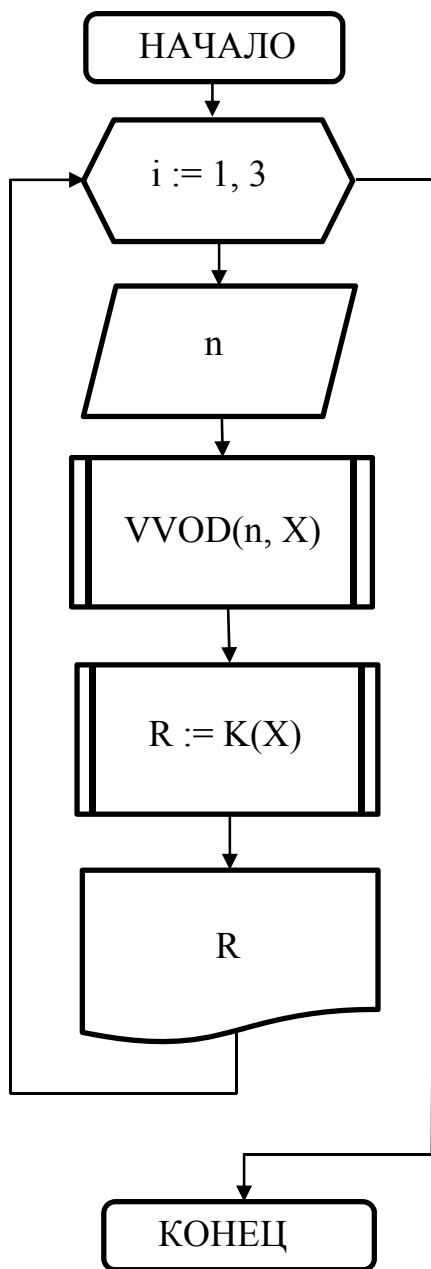 НАЧАЛО
i := 1, 3
n
VVOD(n, X)
R := K(X)
R
КОНЕЦ